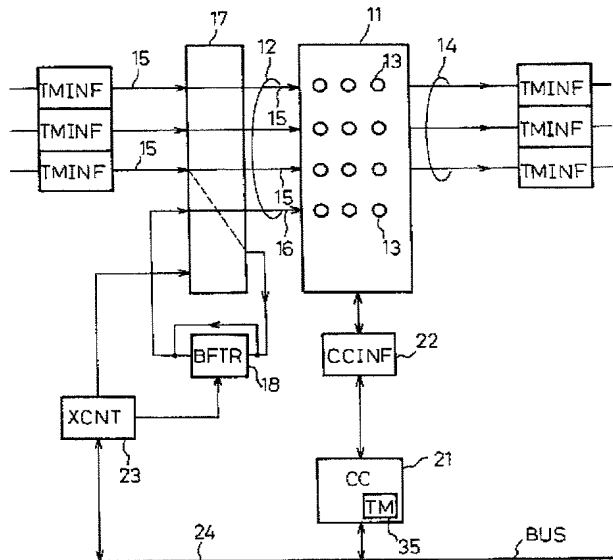 17
11
15
12
13
14
TMINF
TMINF
TMINF
TMINF
TMINF
TMINF
15
15
15
16
13
BFTR
18
CCINF
22
XCNT
23
21
CC
TM
35
24
BUS